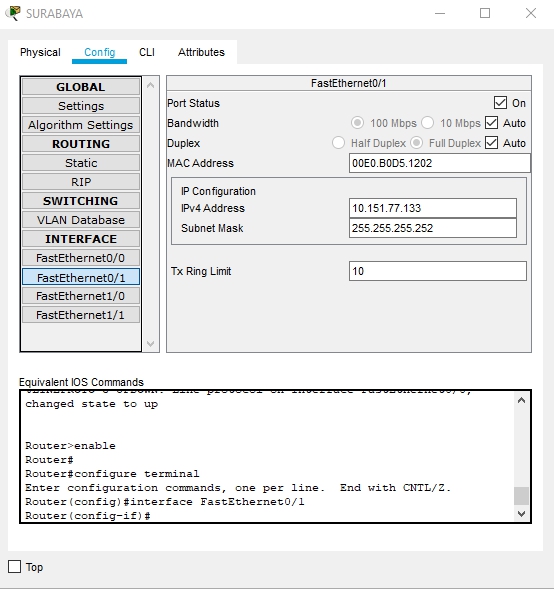 SURABAYA
Physical Config CLI Attributes
GLOBAL
Settings
Algorithm Settings
ROUTING
Static
RIP
SWITCHING
VLAN Database
INTERFACE
FastEthernet0/0
FastEthernet0/1
FastEthernet1/0
FastEthernet1/1
FastEthernet0/1
Port Status On
Bandwidth 100 Mbps 10 Mbps Auto
Duplex Half Duplex Full Duplex Auto
MAC Address 00E0.B0D5.1202
IP Configuration
IPv4 Address 10.151.77.133
Subnet Mask 255.255.255.252
Tx Ring Limit 10
Equivalent IOS Commands
changed state to up
Router>enable
Router#
Router#configure terminal
Enter configuration commands, one per line. End with CNTL/Z.
Router(config)#interface FastEthernet0/1
Router(config-if)#
Top